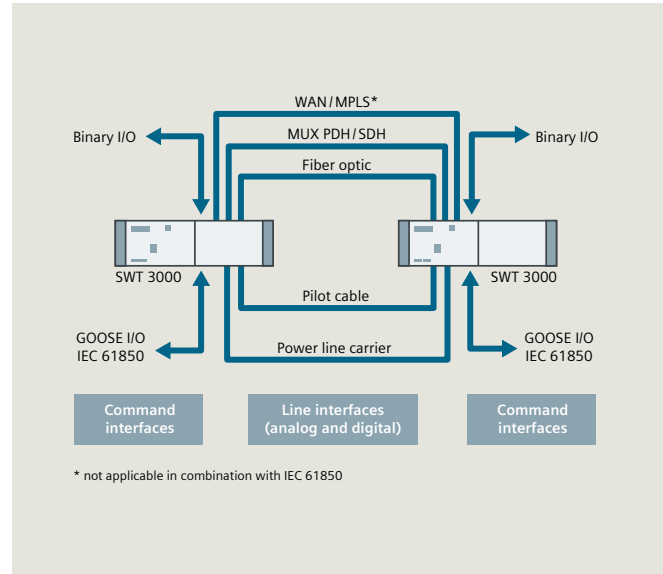 WAN/MPLS*
MUX PDH/SDH
Binary I/O
Binary I/O
Fiber optic
SWT 3000
SWT 3000
Pilot cable
GOOSE I/O
IEC 61850
Power line carrier
GOOSE I/O
IEC 61850
Command
interfaces
Line interfaces
(analog and digital)
Command
interfaces
* not applicable in combination with IEC 61850